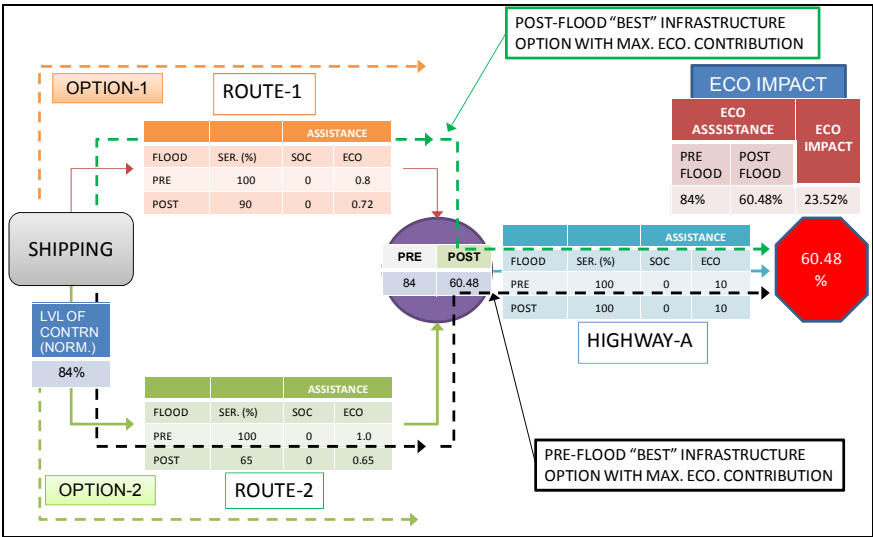 POST-FLOOD “BEST” INFRASTRUCTURE
OPTION WITH MAX. ECO. CONTRIBUTION
OPTION-1
ROUTE-1
ECO IMPACT
ECO
ASSSISTANCE
ECO
IMPACT
PRE
FLOOD
POST
FLOOD
84% 60.48% 23.52%
ASSISTANCE
FLOOD SER. (%) SOC ECO
PRE 100 0 0.8
POST 90 0 0.72
SHIPPING
PRE POST
84 60.48
ASSISTANCE
FLOOD SER. (%) SOC ECO
PRE 100 0 10
POST 100 0 10
60.48
%
HIGHWAY-A
LVL OF
CONTRN
(NORM.)
84%
ASSISTANCE
FLOOD SER. (%) SOC ECO
PRE 100 0 1.0
POST 65 0 0.65
OPTION-2
ROUTE-2
PRE-FLOOD “BEST” INFRASTRUCTURE
OPTION WITH MAX. ECO. CONTRIBUTION